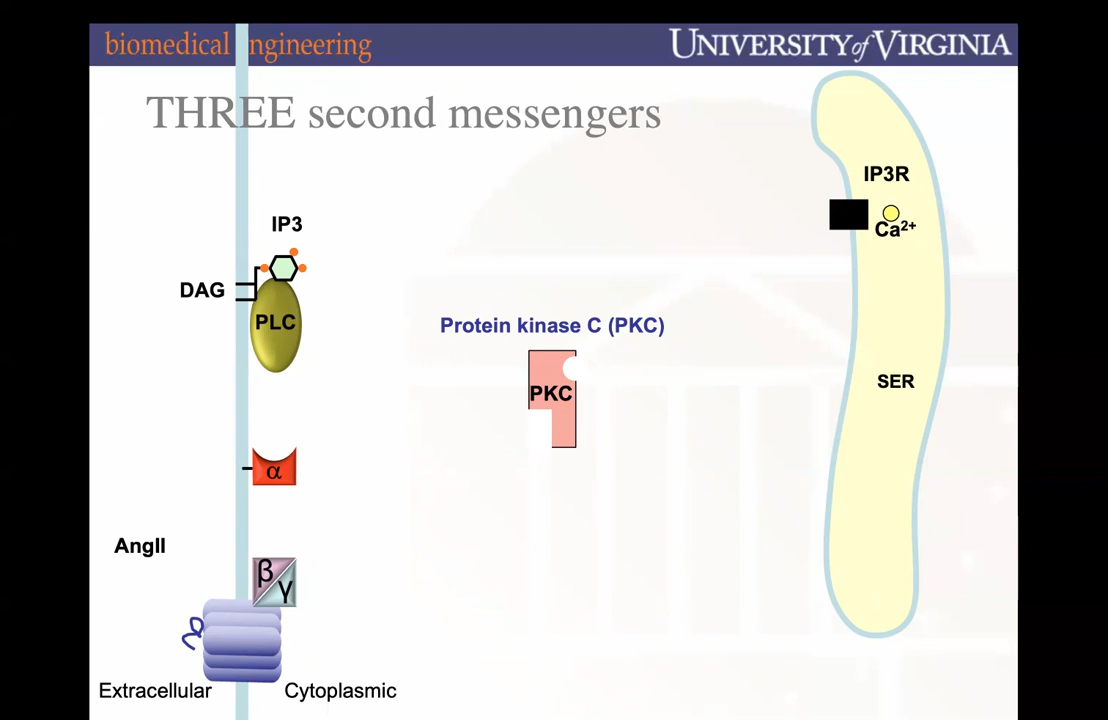 biomedical engineering
UNIVERSITY of VIRGINIA
THREE second messengers
IP3R
Ca²⁺
IP3
DAG
PLC
Protein kinase C (PKC)
PKC
SER
α
AngII
β
γ
Extracellular
Cytoplasmic